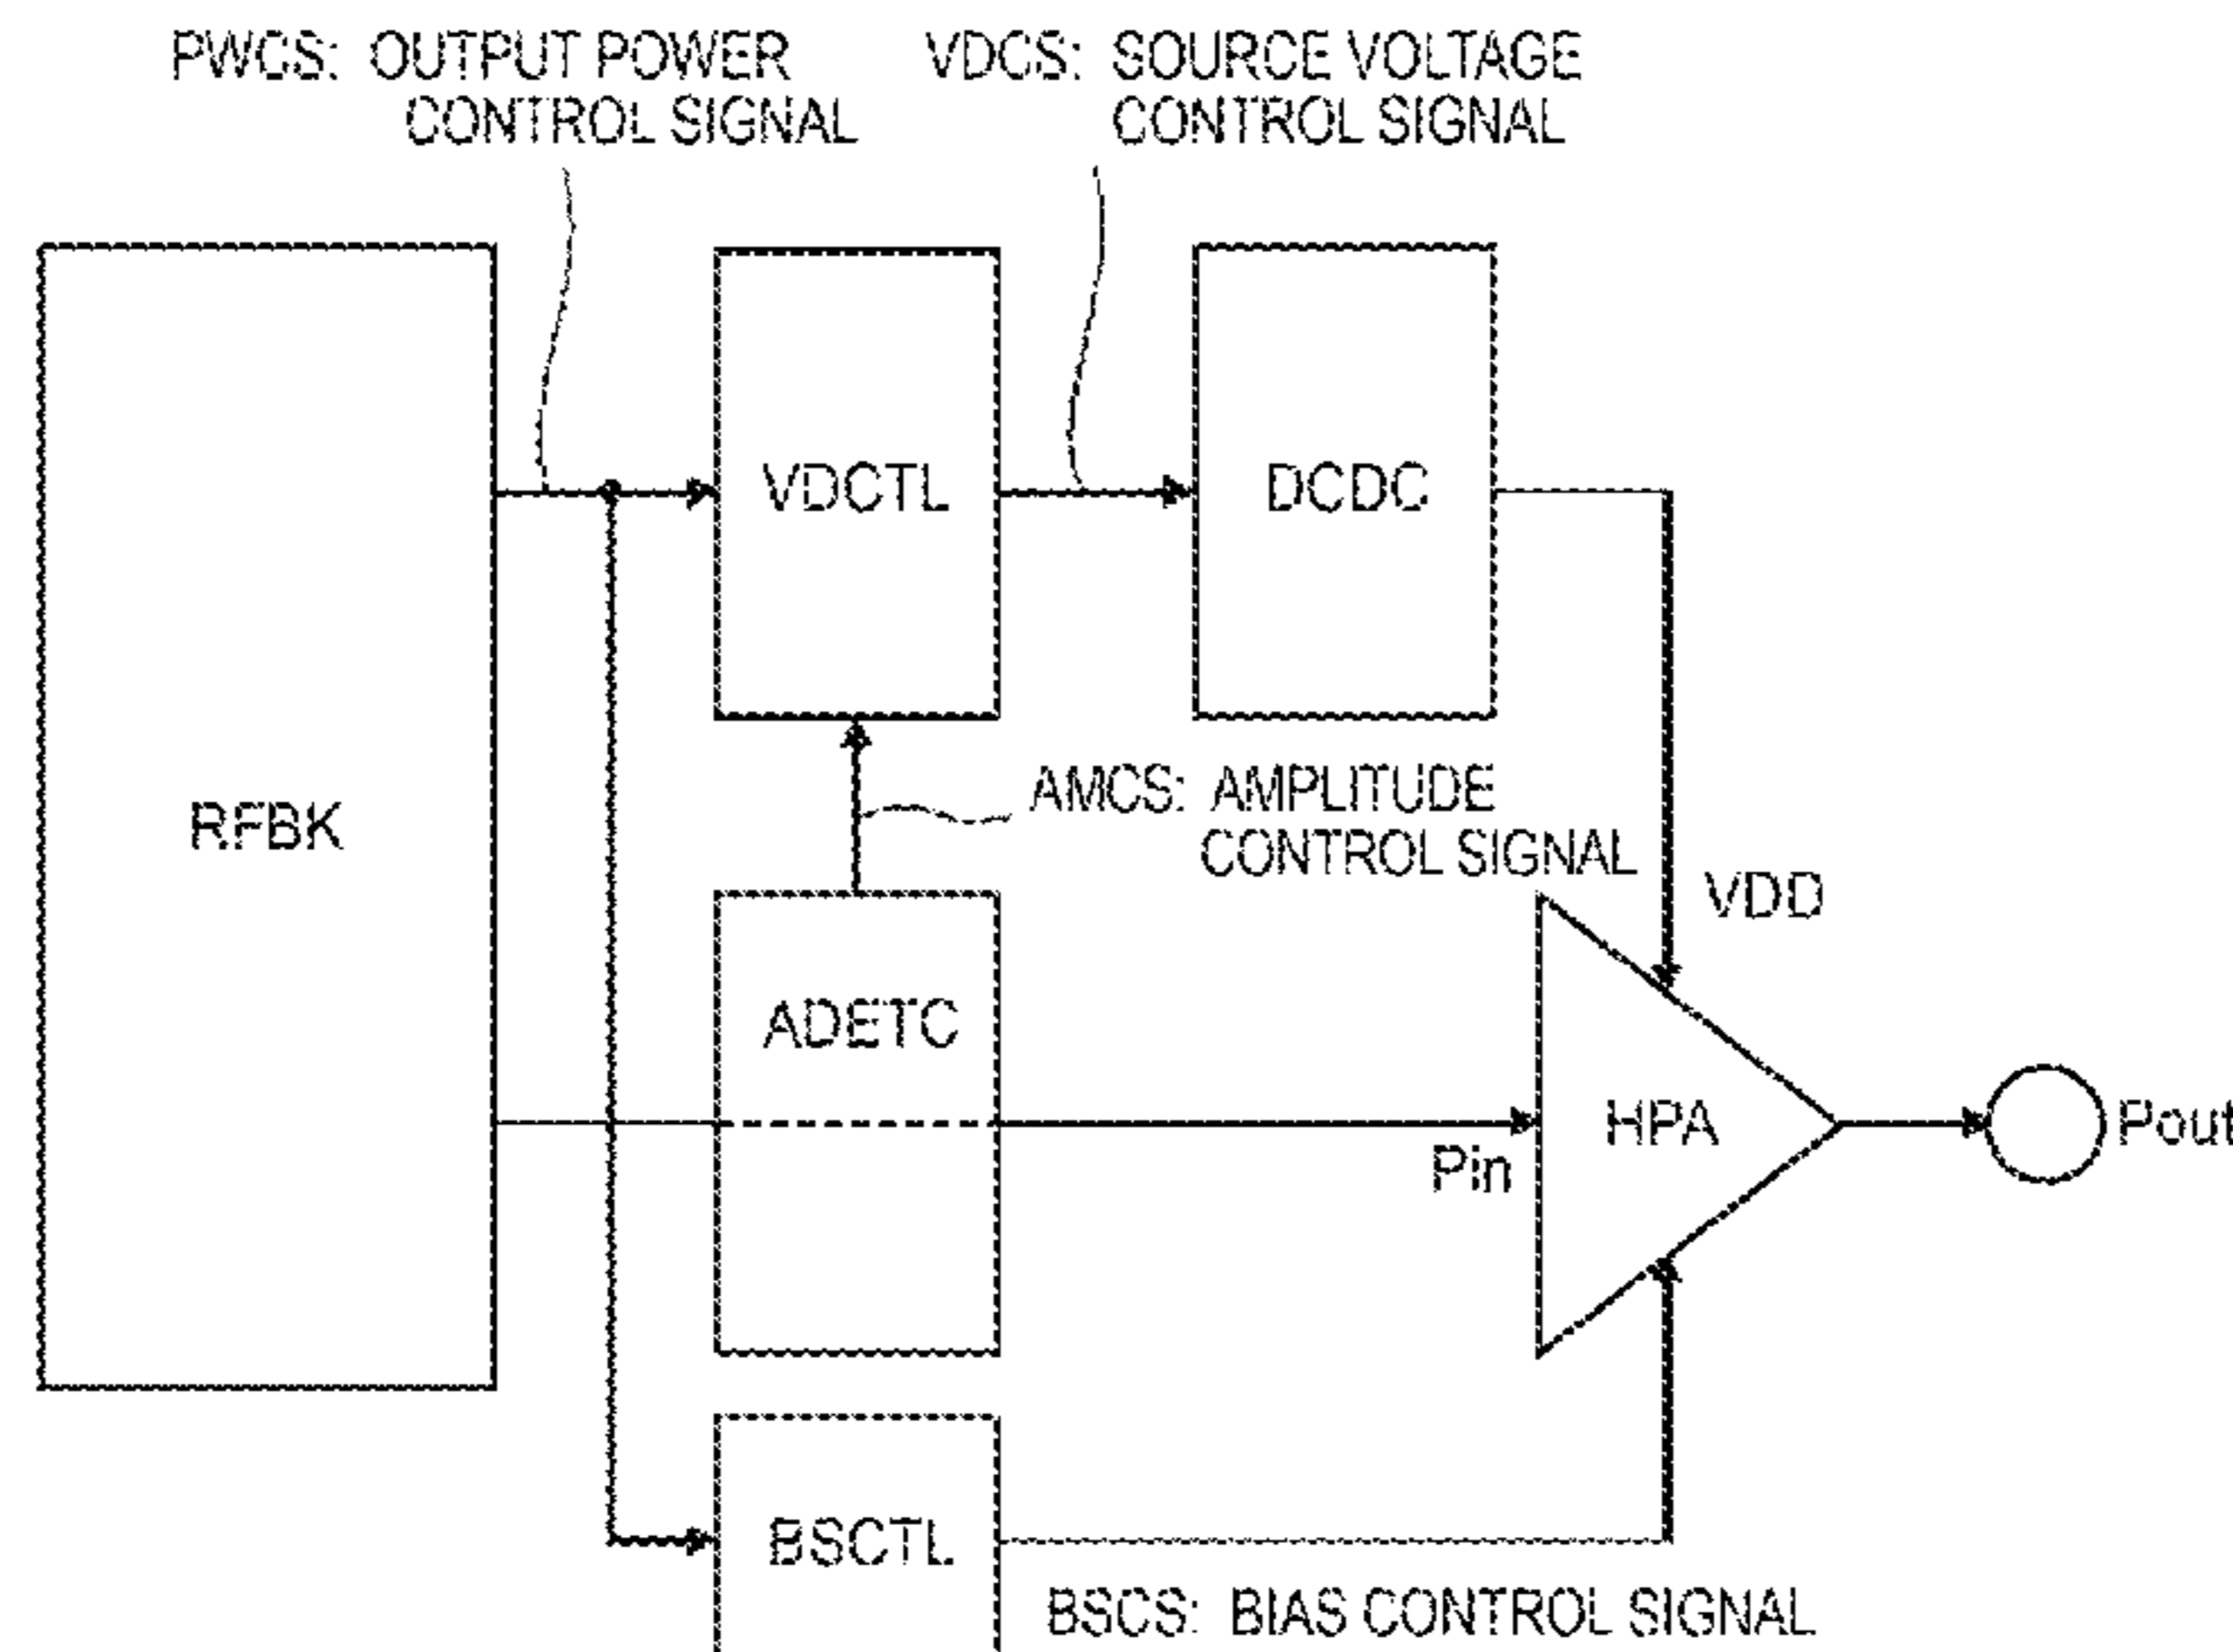 PWCS: OUTPUT POWER
CONTROL SIGNAL
VDCS: SOURCE VOLTAGE
CONTROL SIGNAL
VDCTL
DCDC
RFBK
AMCS: AMPLITUDE
CONTROL SIGNAL
VDD
ADETC
HPA
Pout
Pin
BSCTL
BSCS: BIAS CONTROL SIGNAL